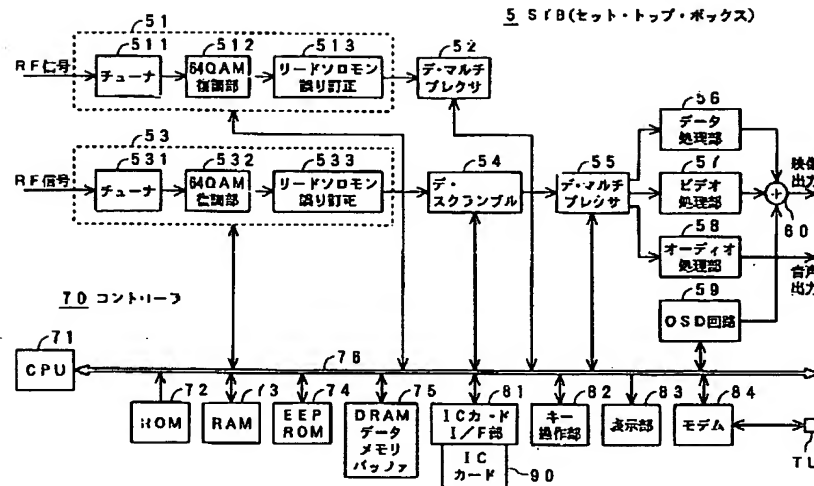 5 STB(セット・トップ・ボックス)
51
511
512
513
52
RF信号
チューナ
64QAM
復調部
リードソロモン
誤り訂正
デ・マルチ
プレクサ
53
531
532
533
54
55
RF信号
チューナ
64QAM
復調部
リードソロモン
誤り訂正
デ・
スクランブル
デ・マルチ
プレクサ
56
データ
処理部
57
ビデオ
処理部
58
オーディオ
処理部
59
OSD回路
映像
出力
60
音声
出力
70 コントローラ
71
CPU
76
72
ROM
73
RAM
74
EEP
ROM
75
DRAM
データ
メモリ
バッファ
81
ICカード
I/F部
IC
カード
90
82
キー
操作部
83
表示部
84
モデム
TL